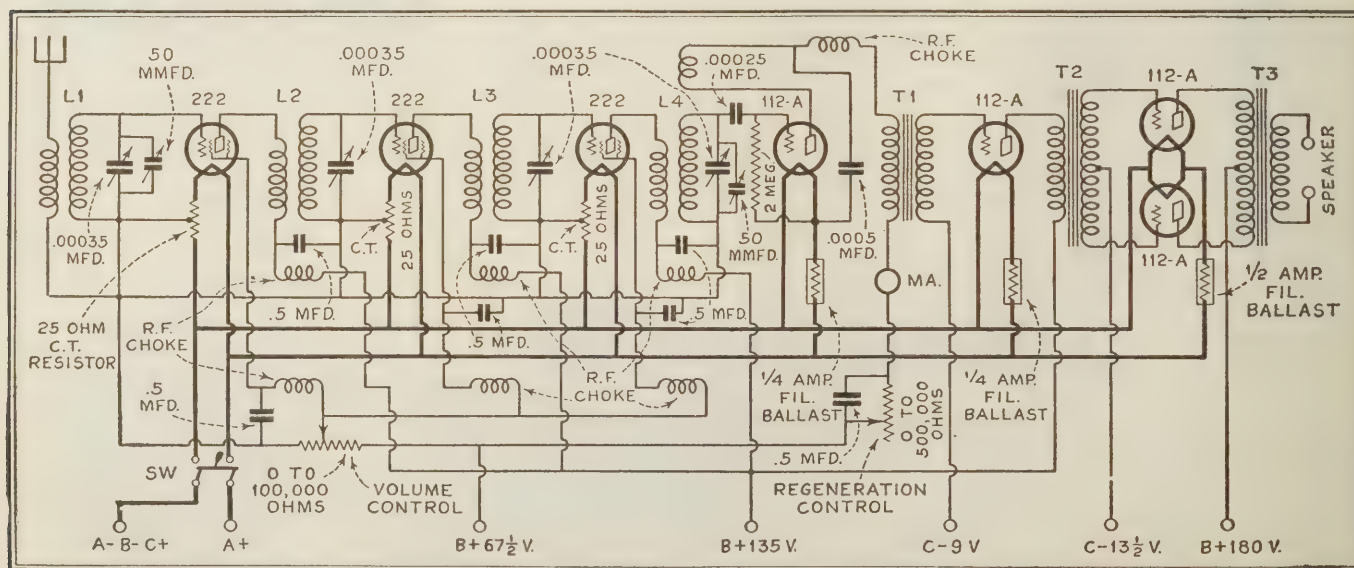 .50
MMFD.
.00035
MFD.
.00035
MFD.
.00025
MFD.
R.F.
CHOKE
L1
222
L2
222
L3
222
L4
112-A
T1
112-A
T2
112-A
T3
.00035
MFD.
C.T.
25 OHMS
C.T.
25 OHMS
2 MEG.
.50
MMFD.
.0005
MFD.
SPEAKER
MA.
112-A
1/2 AMP.
FIL.
BALLAST
25 OHM
C.T.
RESISTOR
R.F.
CHOKE
.5 MFD.
.5 MFD.
.5 MFD.
R.F.
CHOKE
1/4 AMP.
FIL.
BALLAST
1/4 AMP.
FIL.
BALLAST
.5
MFD.
SW
0 TO
100,000
OHMS
VOLUME
CONTROL
.5 MFD.
0 TO
500,000
OHMS
REGENERATION
CONTROL
A- B- C+
A+
B+67 1/2 V.
B+135 V.
C-9 V
C-13 1/2 V.
B+180 V.